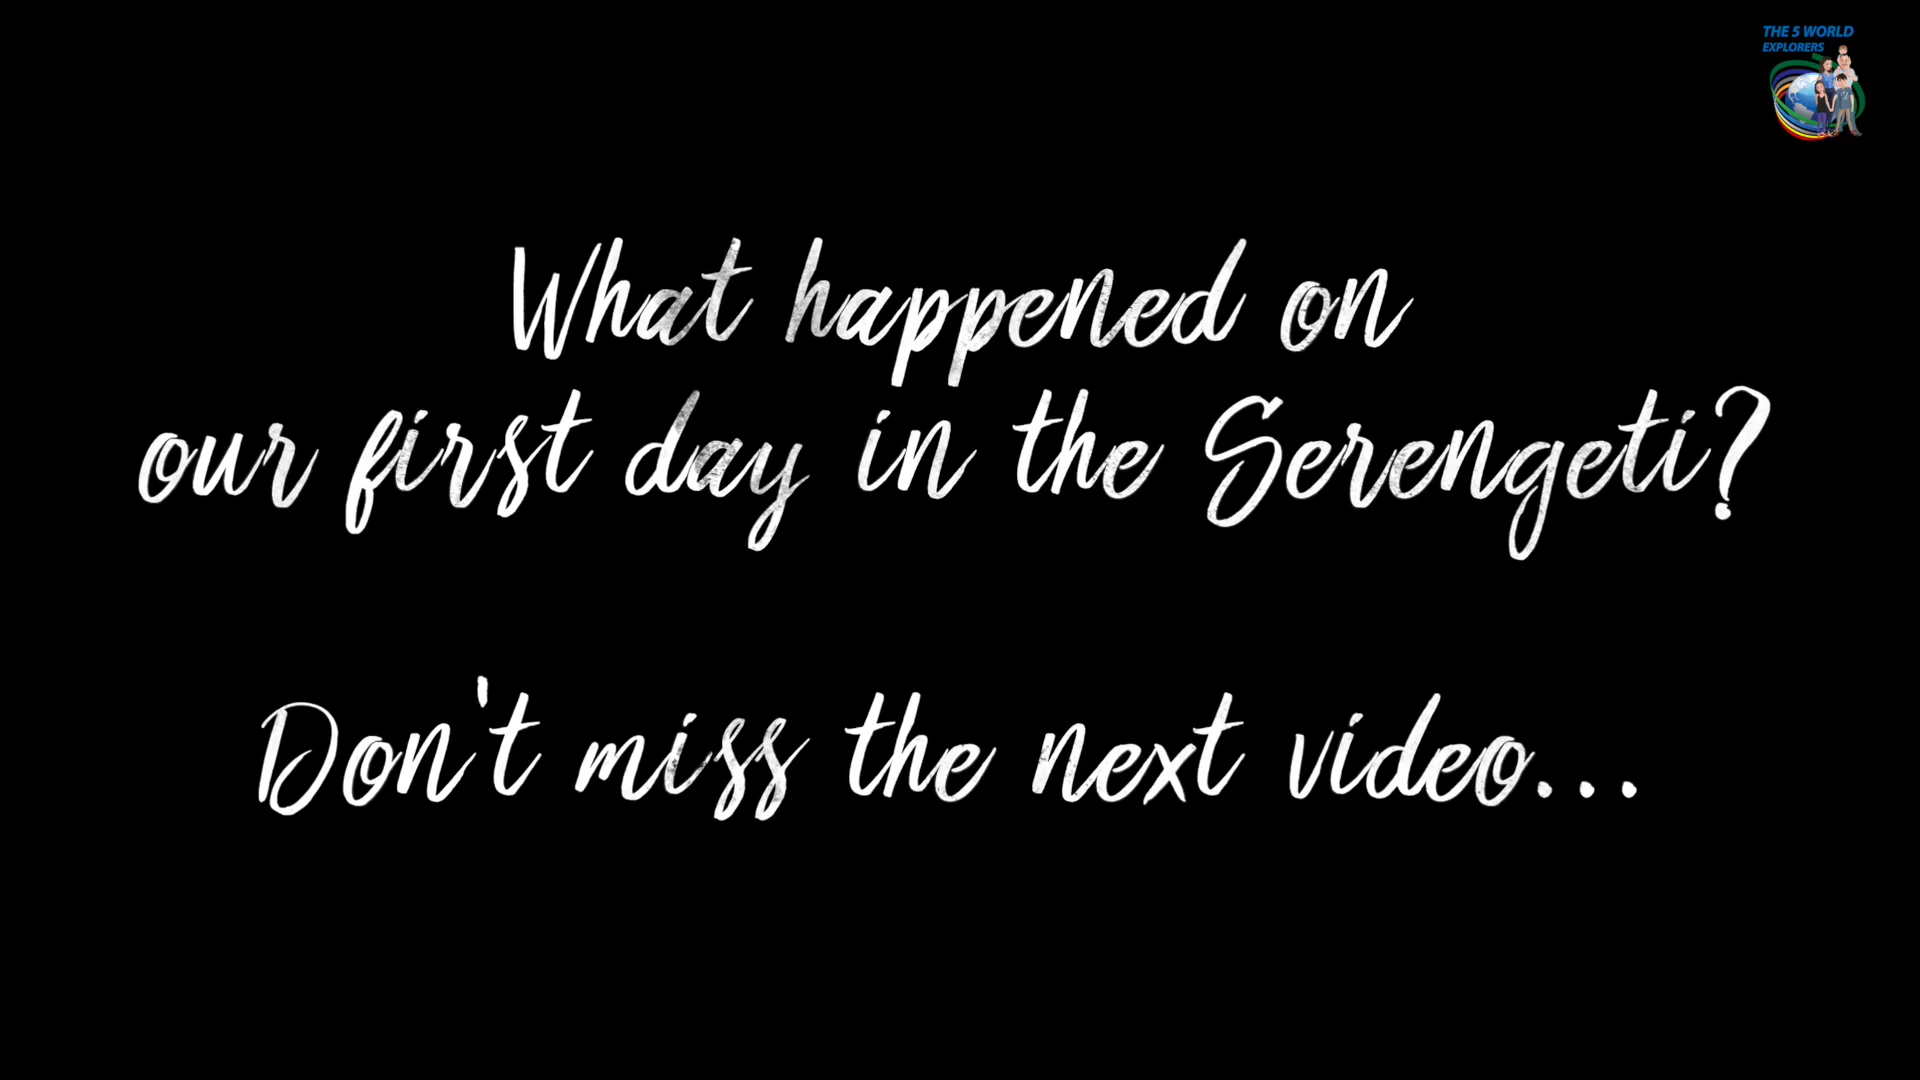 THE 5 WORLD
EXPLORERS
What happened on
our first day in the Serengeti?
Don't miss the next video...